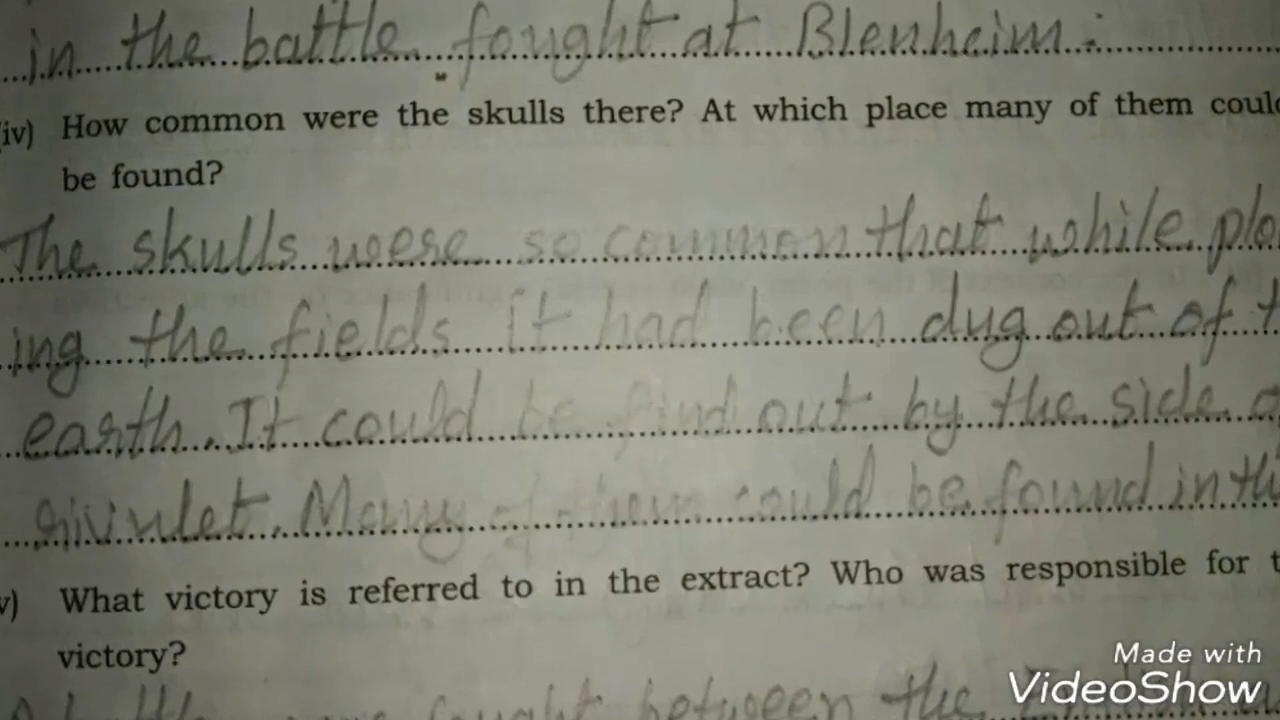 in the battle fought at Blenheim.
iv) How common were the skulls there? At which place many of them could
be found?
The skulls were so common that while plo
ing the fields it had been dug out of t
earth. It could be find out by the side o
rivulet. Many of them could be found in th
v) What victory is referred to in the extract? Who was responsible for t
victory?
fought between the
Made with
VideoShow